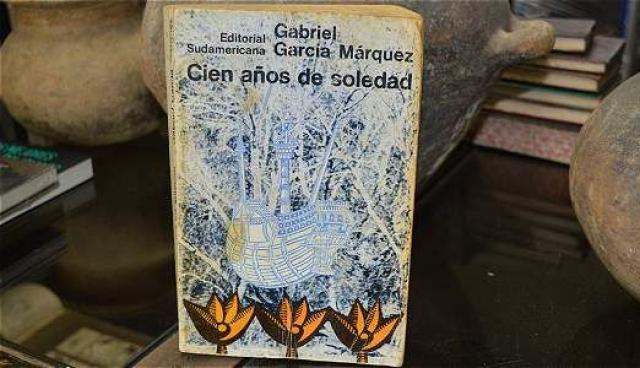 Editorial
Sudamericana
Gabriel
García Márquez
Cien años de soledad